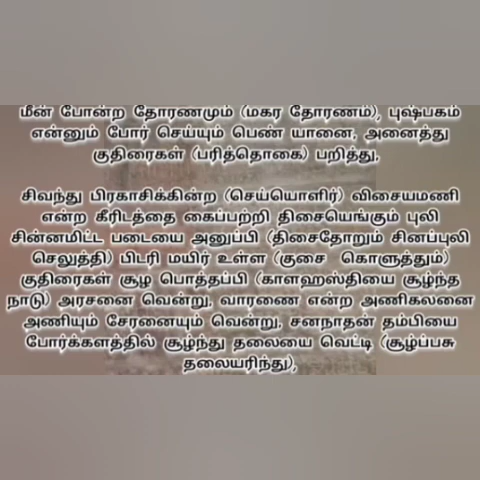 மீன் போன்ற தோரணமும் (மகர தோரணம்), புஷ்பகம்
என்னும் போர் செய்யும் பெண் யானை, அனைத்து
குதிரைகள் (பரித்தொகை) பறித்து,
சிவந்து பிரகாசிக்கின்ற (செய்யொளிர்) விசையமணி
என்ற கீரிடத்தை கைப்பற்றி திசையெங்கும் புலி
சின்னமிட்ட படையை அனுப்பி (திசைதோறும் சினப்புலி
செலுத்தி) பிடரி மயிர் உள்ள (குசை கொளுத்தும்)
குதிரைகள் சூழ பொத்தப்பி (காளஹஸ்தியை சூழ்ந்த
நாடு) அரசனை வென்று, வாரணை என்ற அணிகலனை
அணியும் சேரனையும் வென்று, சனநாதன் தம்பியை
போர்க்களத்தில் சூழ்ந்து தலையை வெட்டி (சூழ்ப்பசு
தலையரிந்து),